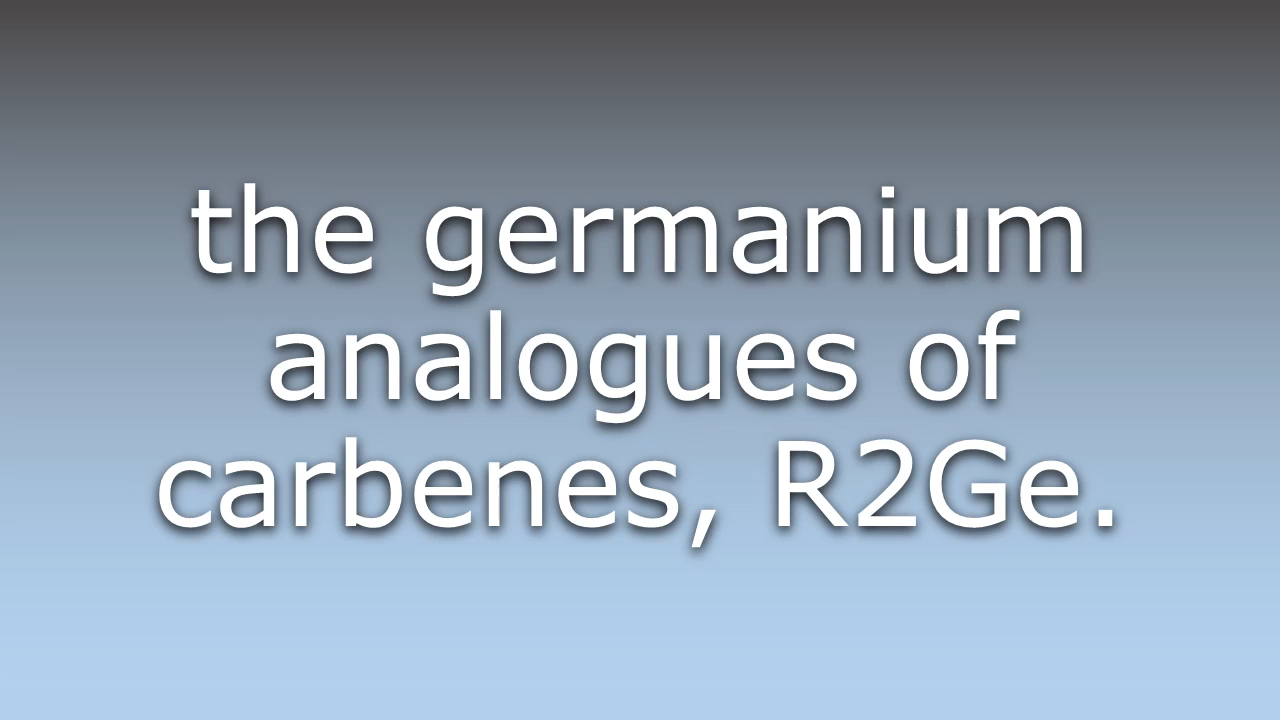 the germanium
analogues of
carbenes, R2Ge.